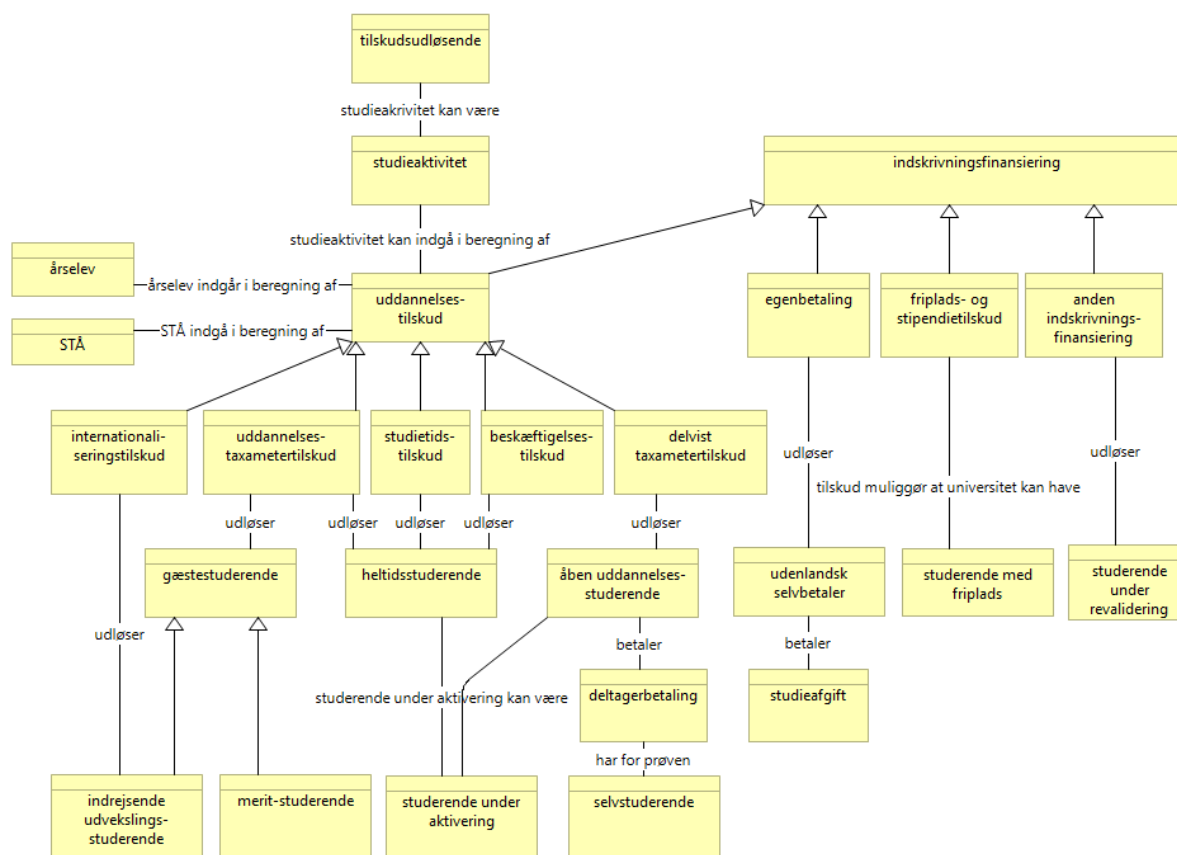 tilskudsudløsende
studieakrivitet kan være
studieaktivitet
indskrivningsfinansiering
studieaktivitet kan indgå i beregning af
årselev
årselev indgår i beregning af
uddannelses-
tilskud
egenbetaling
friplads- og
stipendietilskud
anden
indskrivnings-
finansiering
STÅ
STÅ indgå i beregning af
internationali-
seringstilskud
uddannelses-
taxametertilskud
studietids-
tilskud
beskæftigelses-
tilskud
delvist
taxametertilskud
udløser
udløser
tilskud muliggør at universitet kan have
udløser
udløser
udløser
udløser
udløser
gæstestuderende
heltidsstuderende
åben uddannelses-
studerende
udenlandsk
selvbetaler
studerende med
friplads
studerende
under
revalidering
udløser
betaler
betaler
studerende under aktivering kan være
deltagerbetaling
studieafgift
har for prøven
indrejsende
udvekslings-
studerende
merit-studerende
studerende under
aktivering
selvstuderende